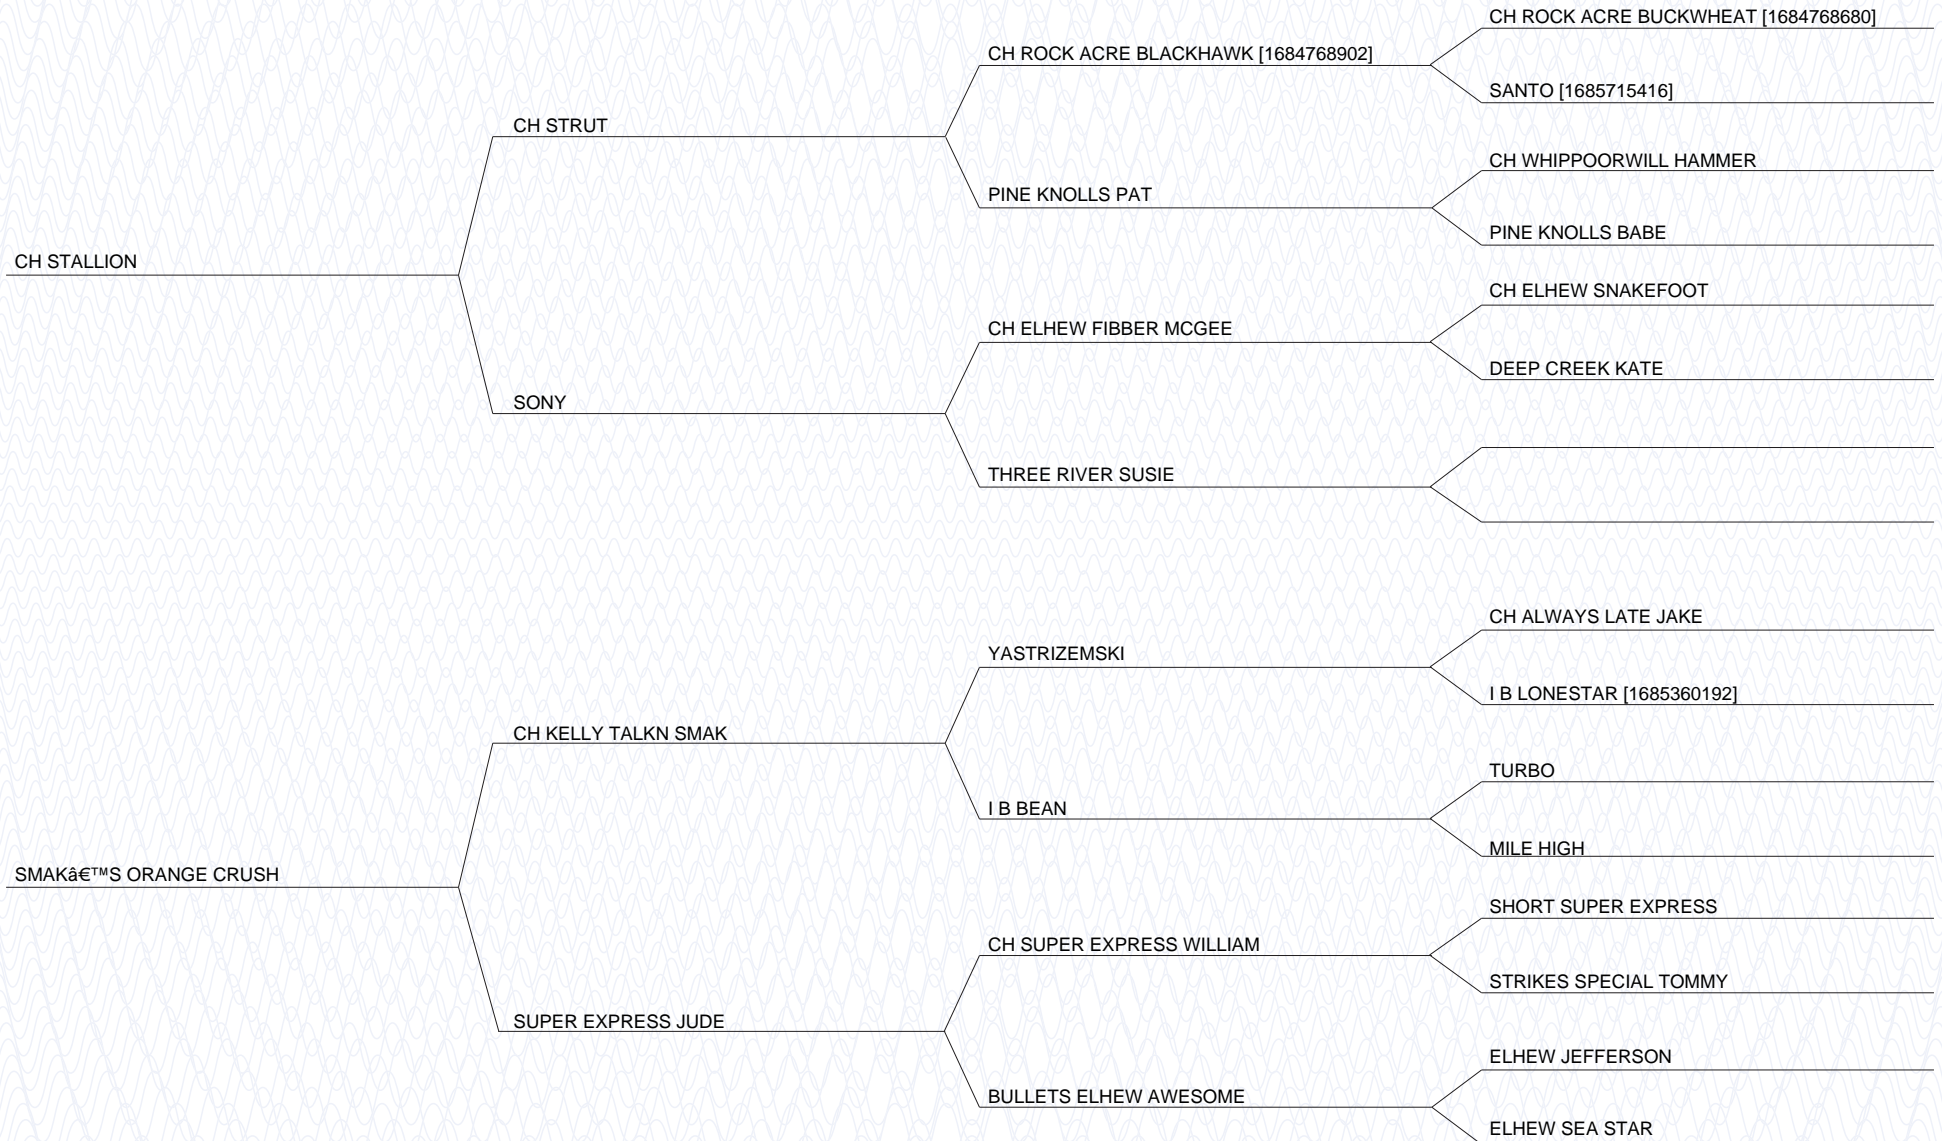 CH ROCK ACRE BUCKWHEAT [1684768680]
CH ROCK ACRE BLACKHAWK [1684768902]
SANTO [1685715416]
CH STRUT
CH WHIPPOORWILL HAMMER
PINE KNOLLS PAT
PINE KNOLLS BABE
CH STALLION
CH ELHEW SNAKEFOOT
CH ELHEW FIBBER MCGEE
DEEP CREEK KATE
SONY
THREE RIVER SUSIE
CH ALWAYS LATE JAKE
YASTRIZEMSKI
I B LONESTAR [1685360192]
CH KELLY TALKN SMAK
TURBO
I B BEAN
MILE HIGH
SMAKâ€™S ORANGE CRUSH
SHORT SUPER EXPRESS
CH SUPER EXPRESS WILLIAM
STRIKES SPECIAL TOMMY
SUPER EXPRESS JUDE
ELHEW JEFFERSON
BULLETS ELHEW AWESOME
ELHEW SEA STAR